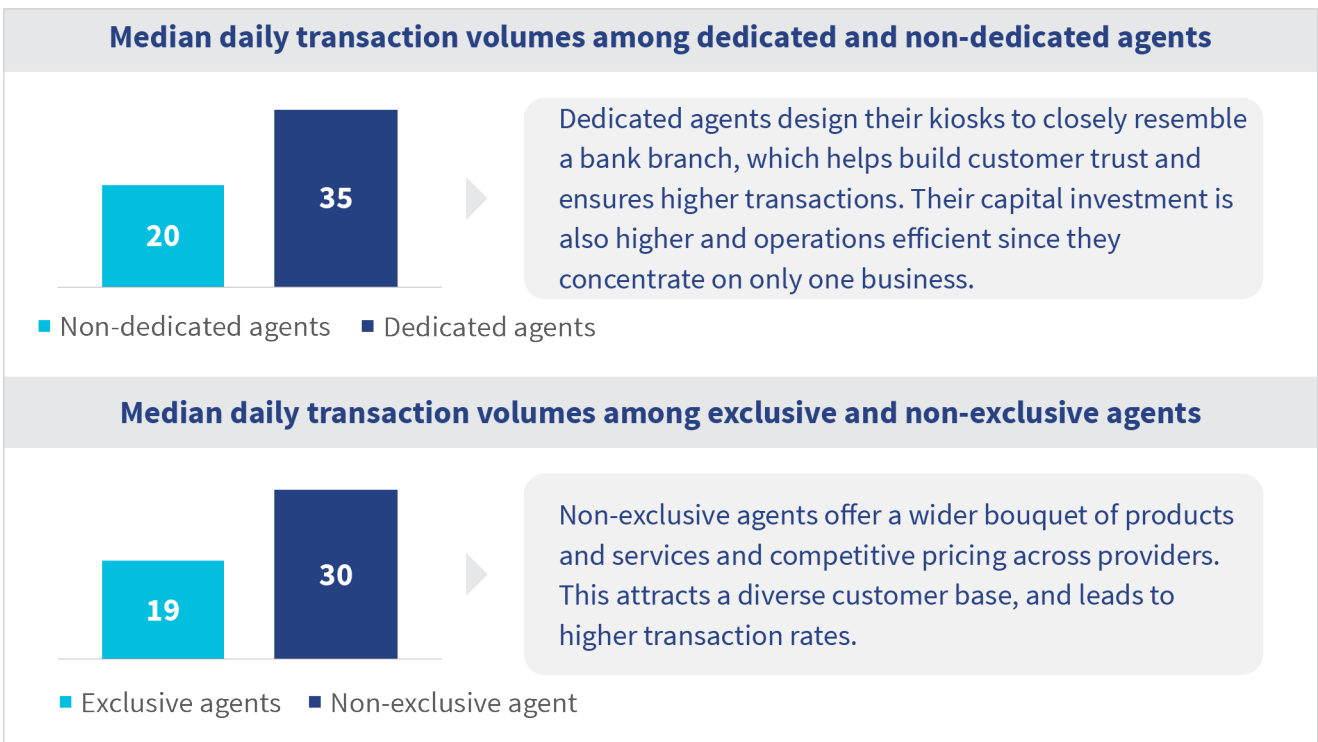 Median daily transaction volumes among dedicated and non-dedicated agents
20
35
Dedicated agents design their kiosks to closely resemble
a bank branch, which helps build customer trust and
ensures higher transactions. Their capital investment is
also higher and operations efficient since they
concentrate on only one business.
Non-dedicated agents
Dedicated agents
Median daily transaction volumes among exclusive and non-exclusive agents
19
30
Non-exclusive agents offer a wider bouquet of products
and services and competitive pricing across providers.
This attracts a diverse customer base, and leads to
higher transaction rates.
Exclusive agents
Non-exclusive agent